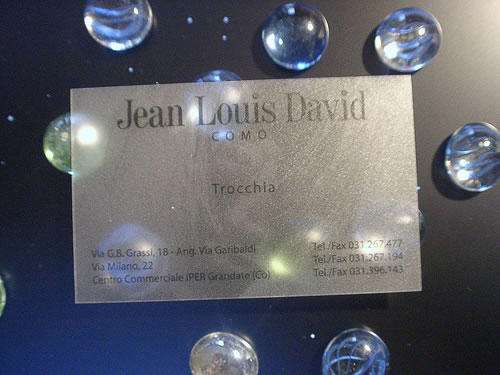 Jean Louis David
COMO
Trocchia
Via G.B. Grassi, 18 - Ang. Via Garibaldi
Via Milano, 22
Centro Commerciale IPER Grandate (Co)
Tel./Fax 031.267.477
Tel./Fax 031.267.194
Tel./Fax 031.396.143